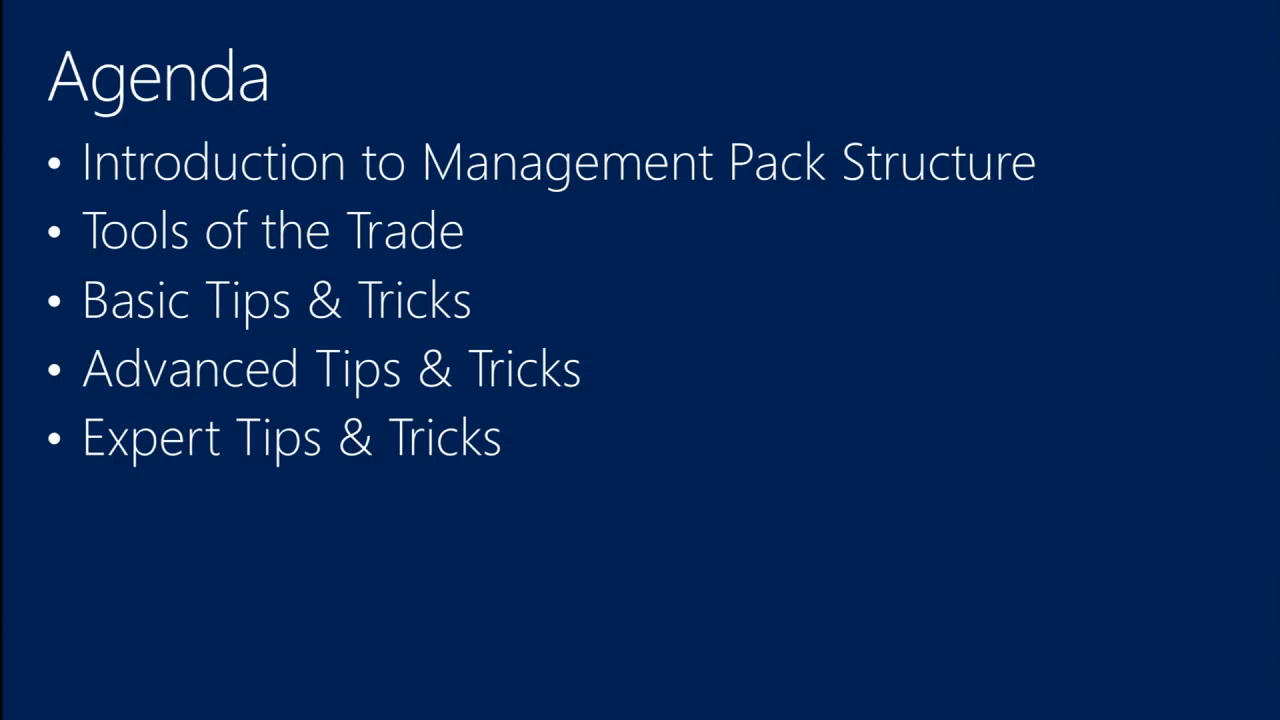 Agenda
• Introduction to Management Pack Structure
• Tools of the Trade
• Basic Tips & Tricks
• Advanced Tips & Tricks
• Expert Tips & Tricks